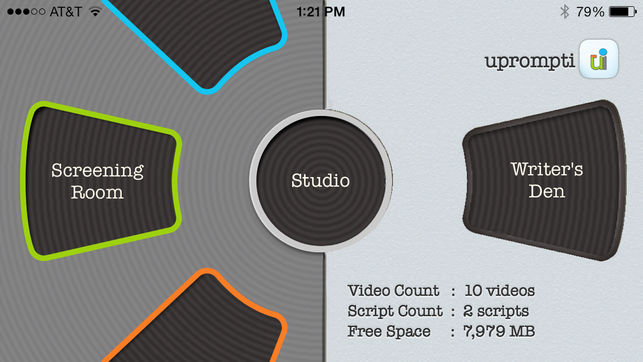 AT&T 1:21 PM 79%
uprompti ui
Screening
Room
Studio
Writer's
Den
Video Count : 10 videos
Script Count : 2 scripts
Free Space : 7,979 MB